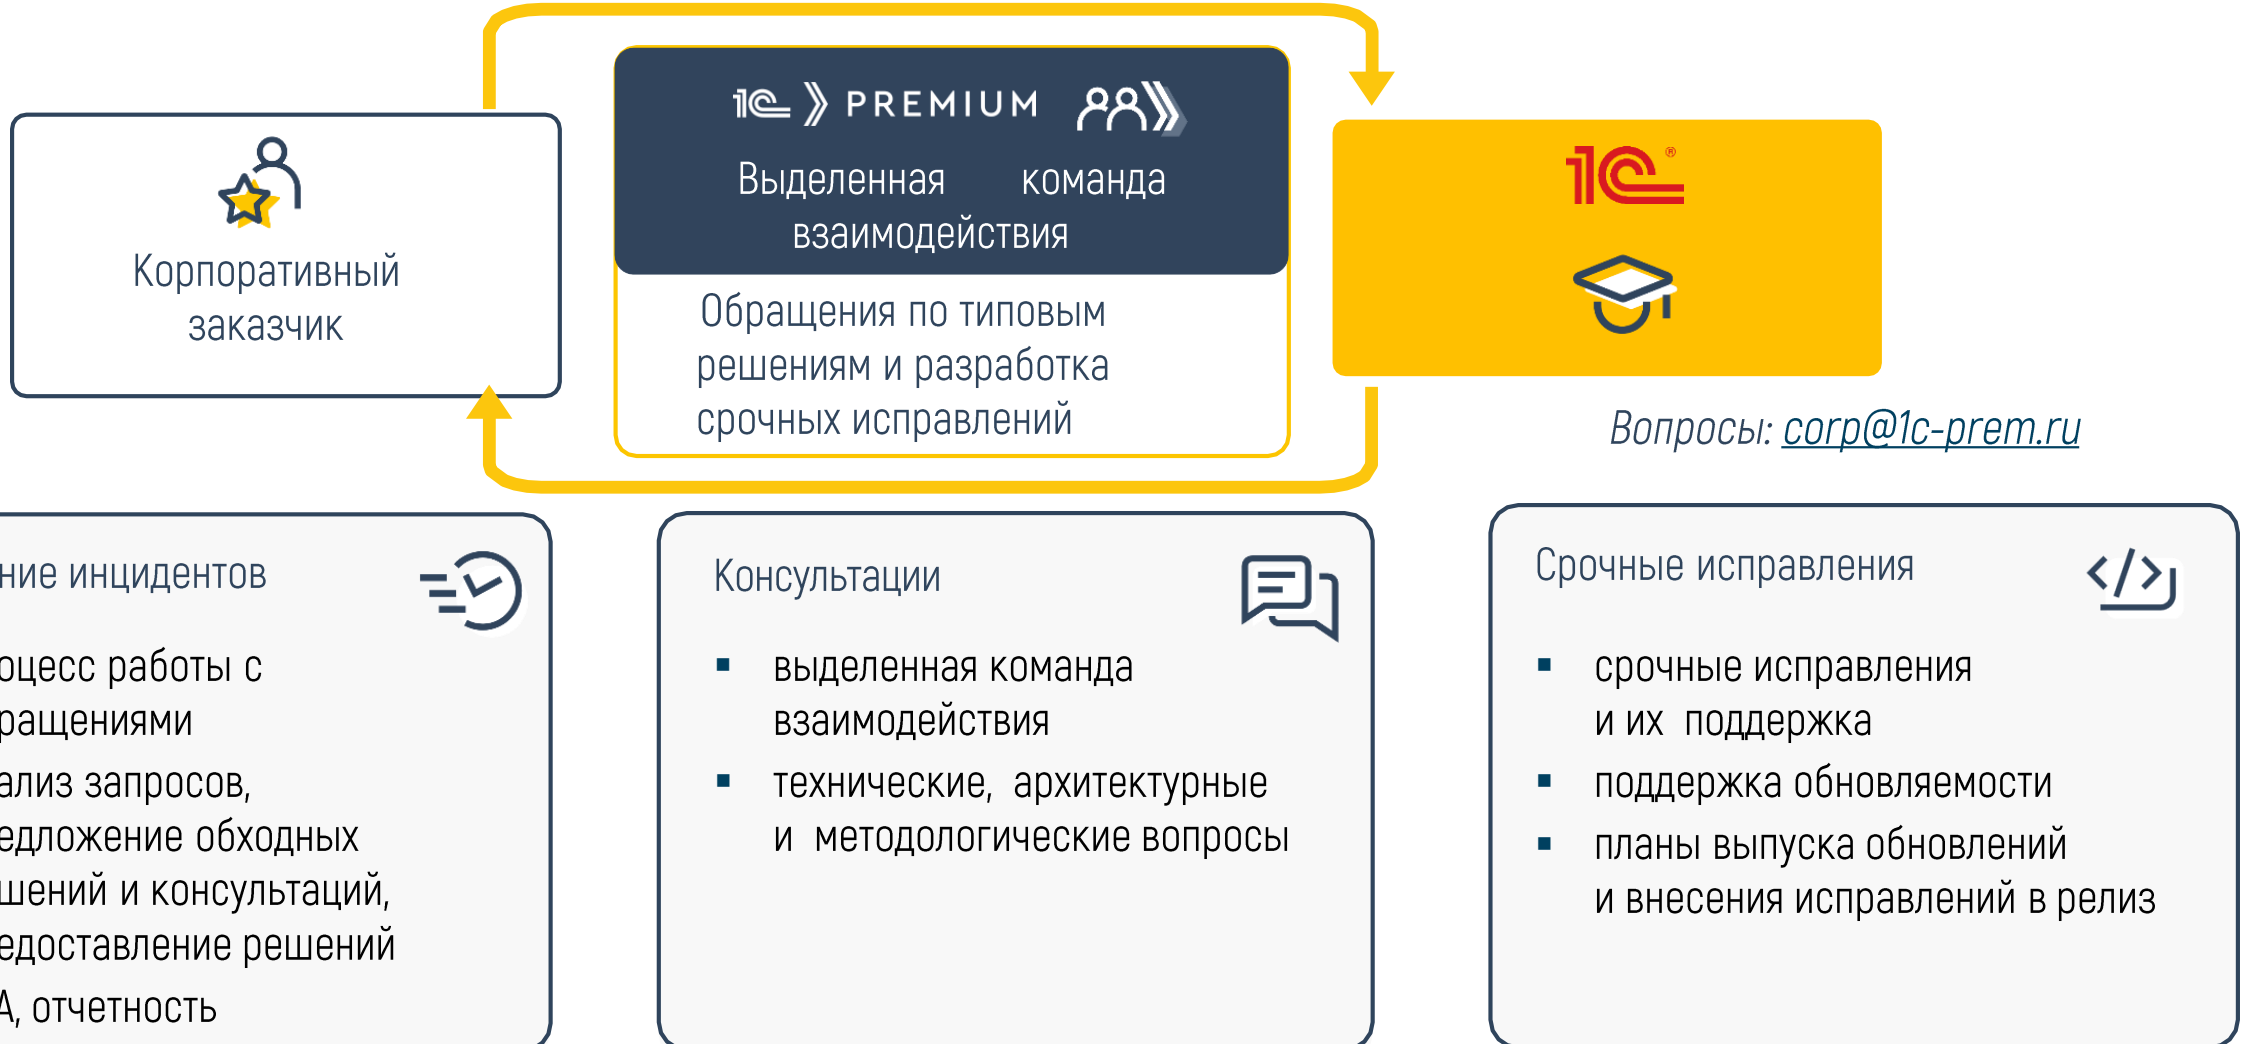 1С PREMIUM
Выделенная команда
взаимодействия
Корпоративный
заказчик
Обращения по типовым
решениям и разработка
срочных исправлений
1С®
Вопросы: corp@1c-prem.ru
ние инцидентов
оцесс работы с
ращениями
ализ запросов,
едложение обходных
шений и консультаций,
едоставление решений
А, отчетность
Консультации
▪ выделенная команда
взаимодействия
▪ технические, архитектурные
и методологические вопросы
Срочные исправления
▪ срочные исправления
и их поддержка
▪ поддержка обновляемости
▪ планы выпуска обновлений
и внесения исправлений в релиз